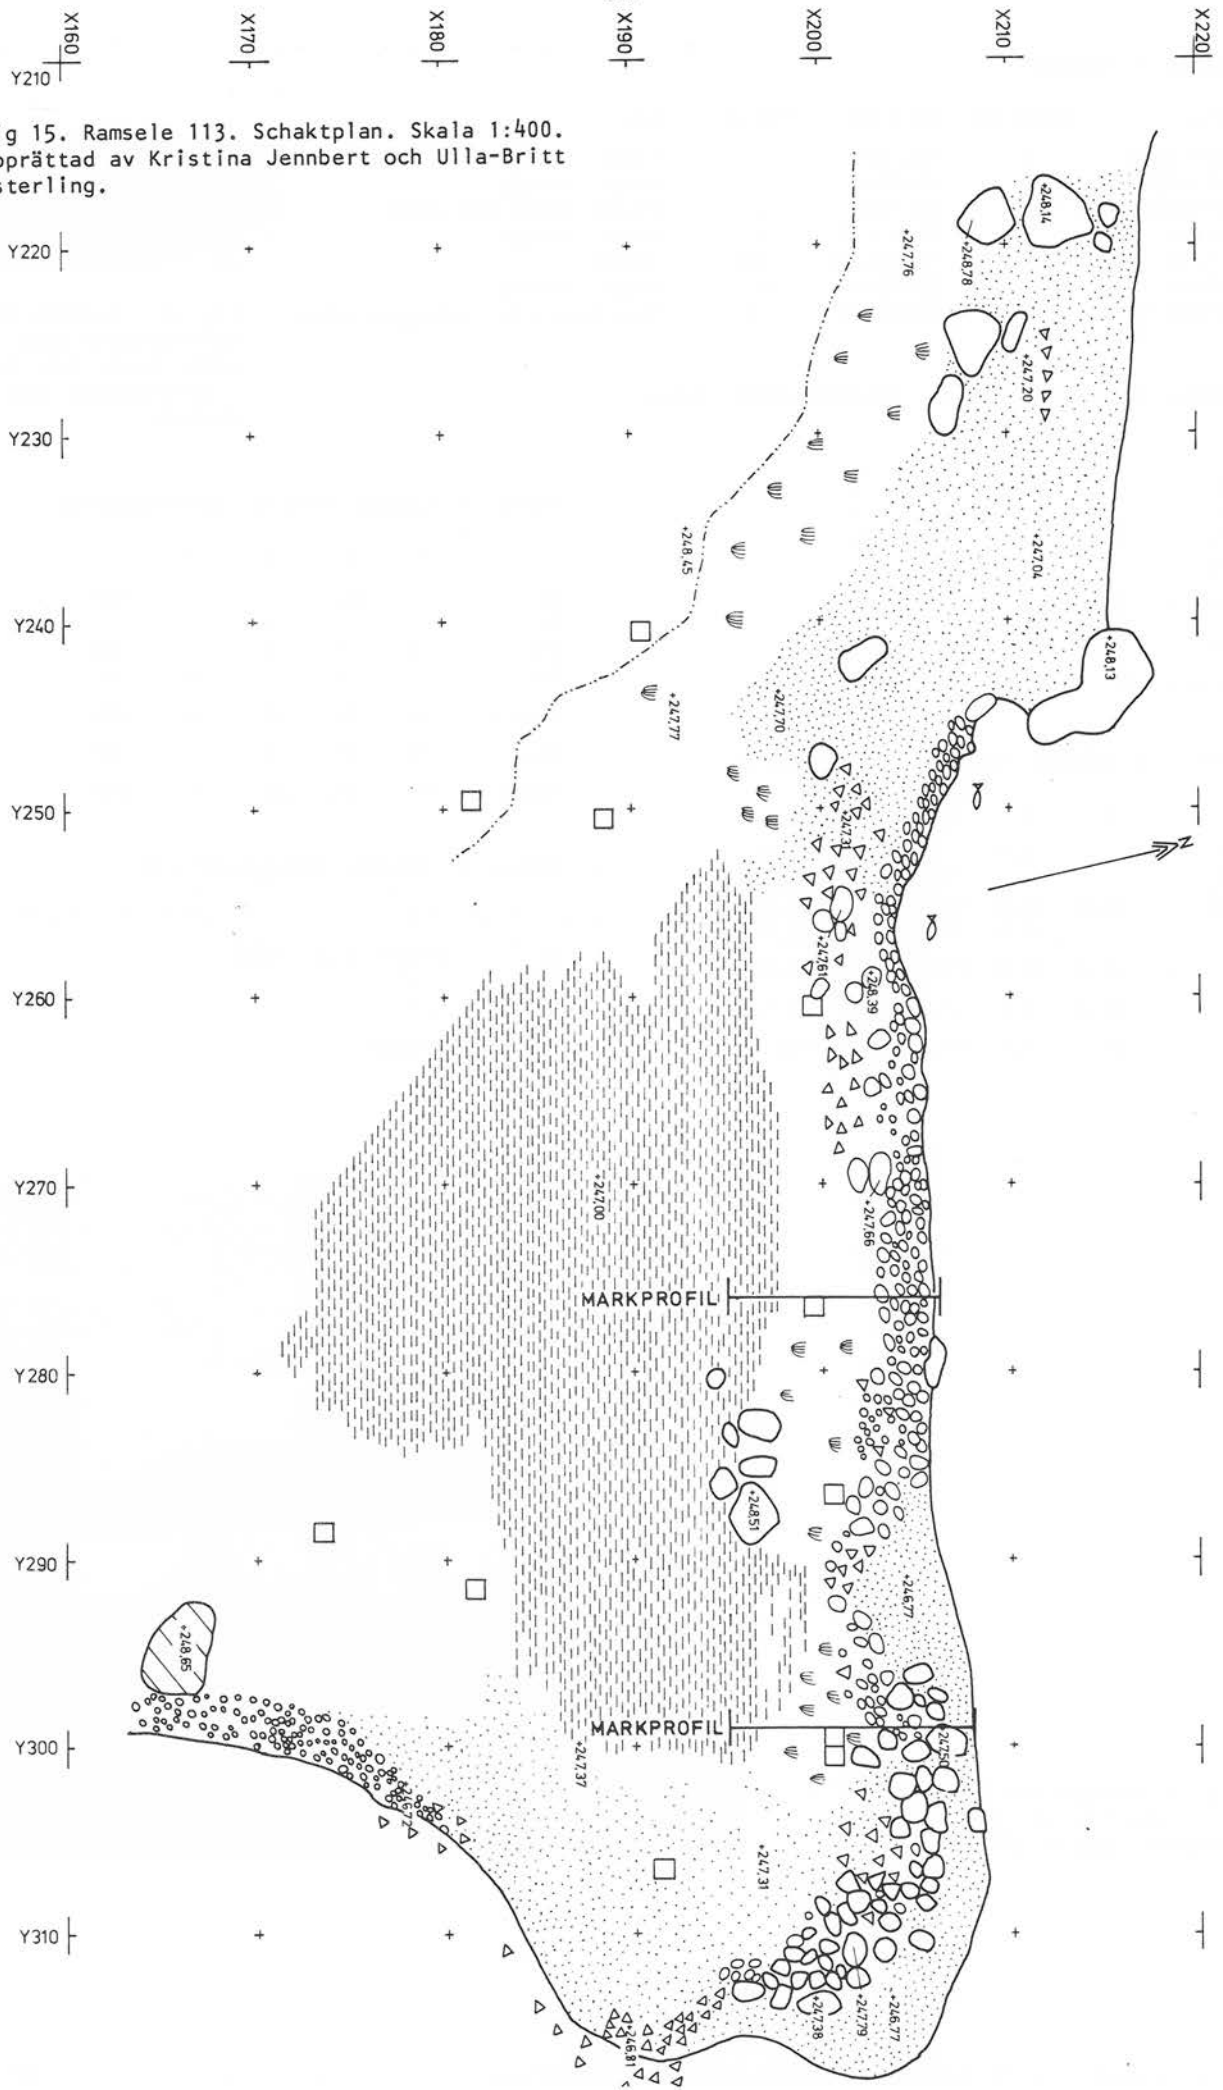 X160
X170
X180
X190
X200
X210
X220
Y210
g 15. Ramsele 113. Schaktplan. Skala 1:400.
pprättad av Kristina Jennbert och Ulla-Britt
sterling.
+248,14
Y220
+247,76
+248,78
+247,20
Y230
+248,45
+247,04
Y240
+248,13
+247,77
+247,70
Y250
+247,31
N
+247,61
+248,39
Y260
Y270
+247,00
+247,66
MARKPROFIL
Y280
+248,51
Y290
+246,77
+248,65
MARKPROFIL
Y300
+247,37
+246,72
+247,31
Y310
+246,81
+247,38
+247,79
+246,77